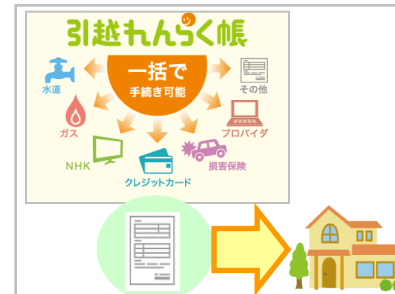 引越れんらく帳
一括で
手続き可能
水道
その他
ガス
プロバイダ
NHK
損害保険
クレジットカード